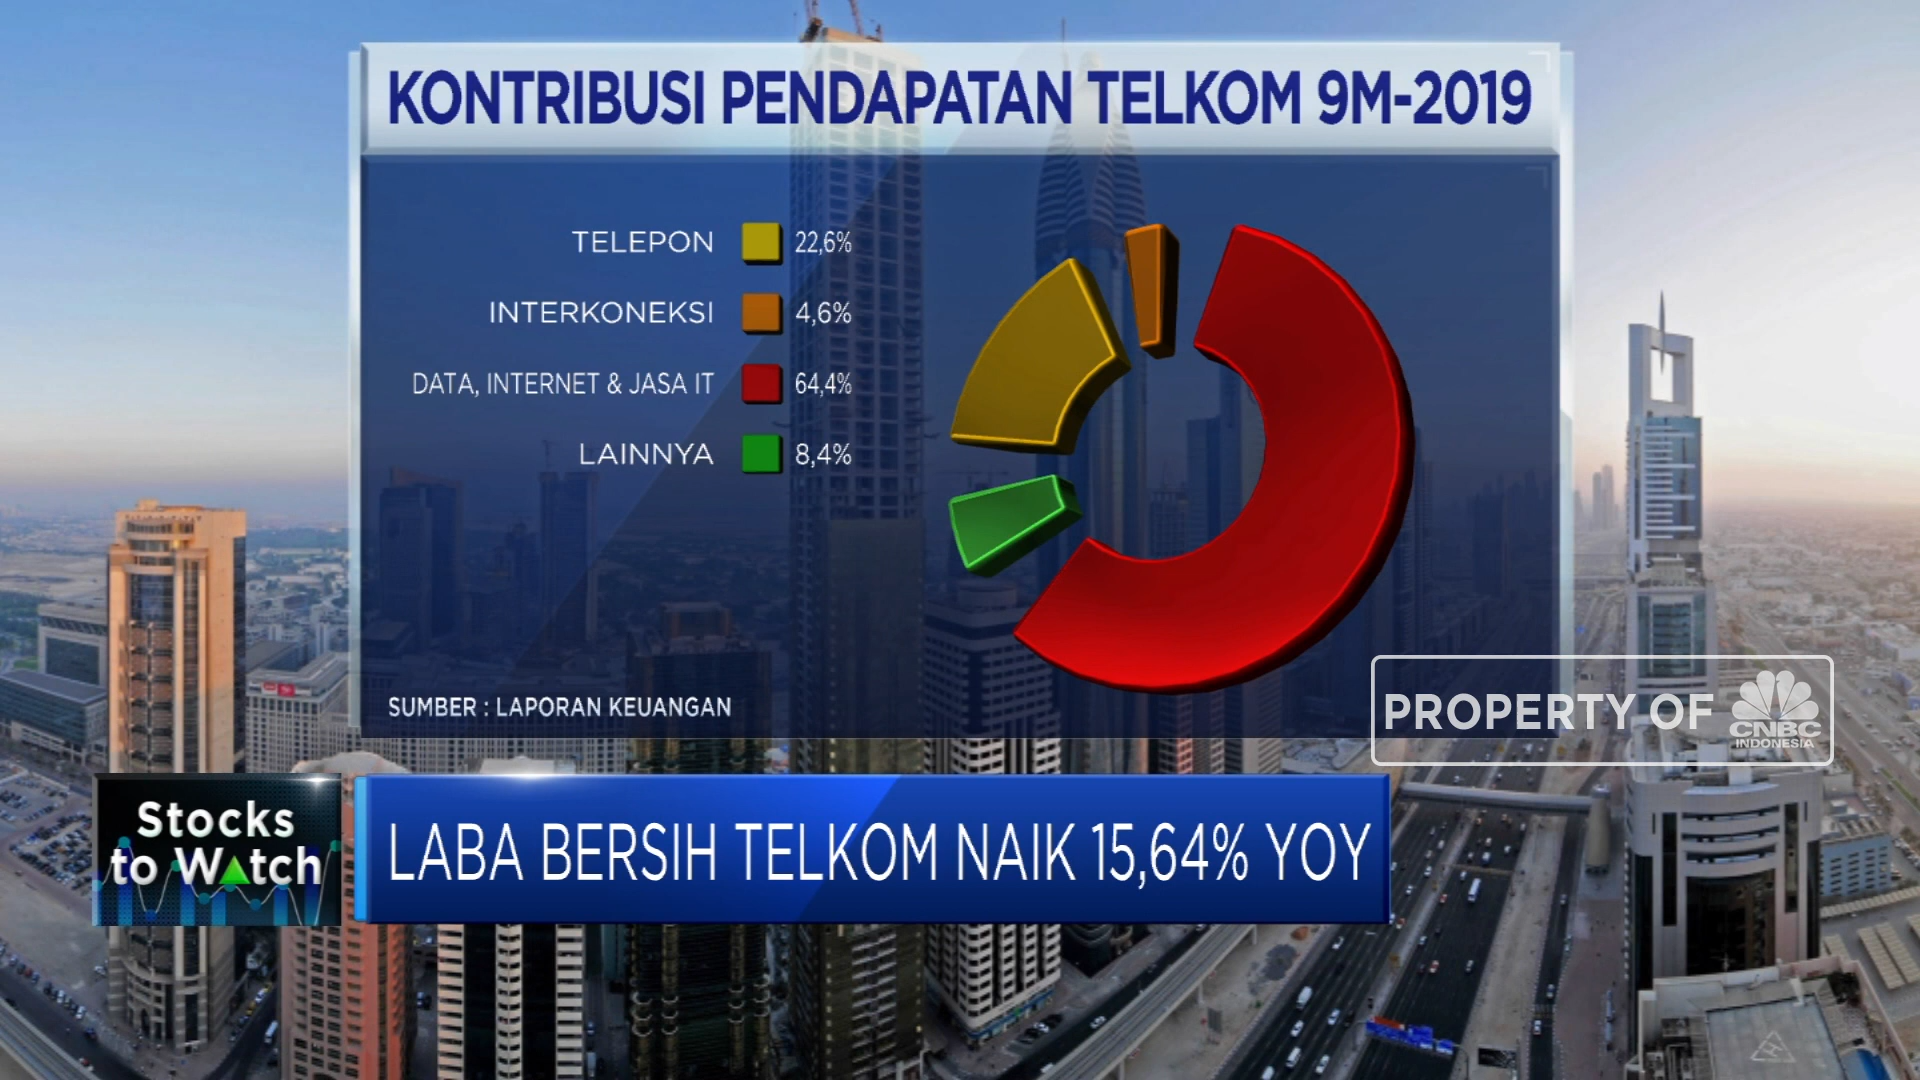 KONTRIBUSI PENDAPATAN TELKOM 9M-2019
TELEPON 22,6%
INTERKONEKSI 4,6%
DATA, INTERNET & JASA IT 64,4%
LAINNYA 8,4%
SUMBER : LAPORAN KEUANGAN
PROPERTY OF CNBC INDONESIA
Stocks
to Watch
LABA BERSIH TELKOM NAIK 15,64% YOY